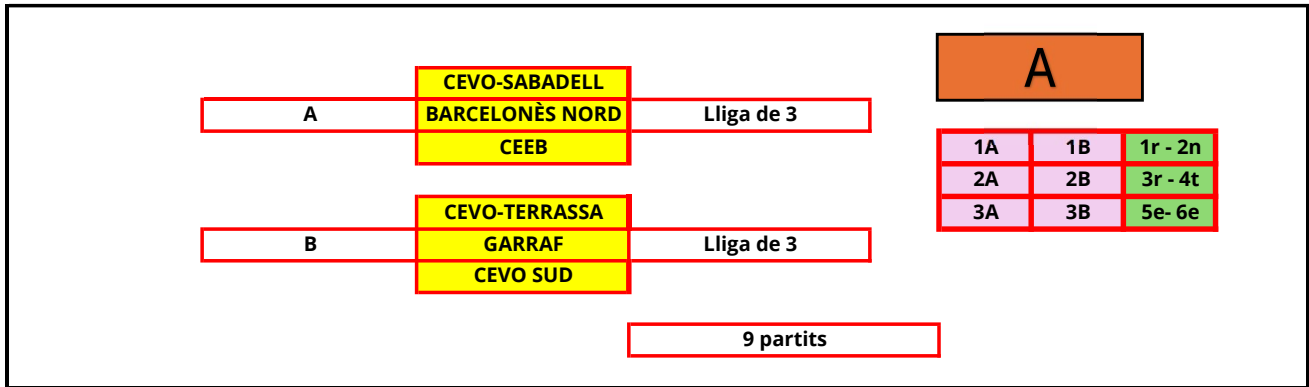 A
CEVO-SABADELL
A BARCELONÈS NORD Lliga de 3
CEEB
1A 1B 1r - 2n
2A 2B 3r - 4t
3A 3B 5e- 6e
CEVO-TERRASSA
B GARRAF Lliga de 3
CEVO SUD
9 partits